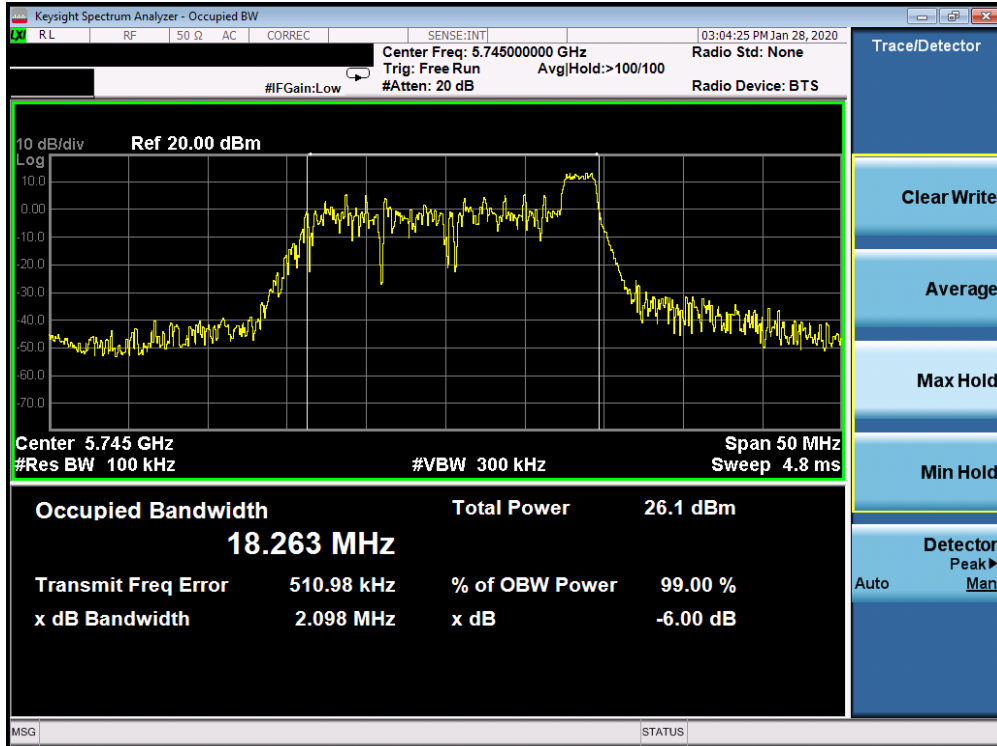 Keysight Spectrum Analyzer - Occupied BW
LXI RL RF 50 Ω AC CORREC SENSE:INT 03:04:25 PM Jan 28, 2020
Center Freq: 5.745000000 GHz Radio Std: None
Trig: Free Run Avg|Hold:>100/100
#IFGain:Low #Atten: 20 dB Radio Device: BTS
10 dB/div Ref 20.00 dBm
Log
10.0
0.00
-10.0
-20.0
-30.0
-40.0
-50.0
-60.0
-70.0
Center 5.745 GHz Span 50 MHz
#Res BW 100 kHz #VBW 300 kHz Sweep 4.8 ms
Occupied Bandwidth Total Power 26.1 dBm
18.263 MHz
Transmit Freq Error 510.98 kHz % of OBW Power 99.00 %
x dB Bandwidth 2.098 MHz x dB -6.00 dB
MSG STATUS
Trace/Detector
Clear Write
Average
Max Hold
Min Hold
Detector
Peak▶
Auto Man